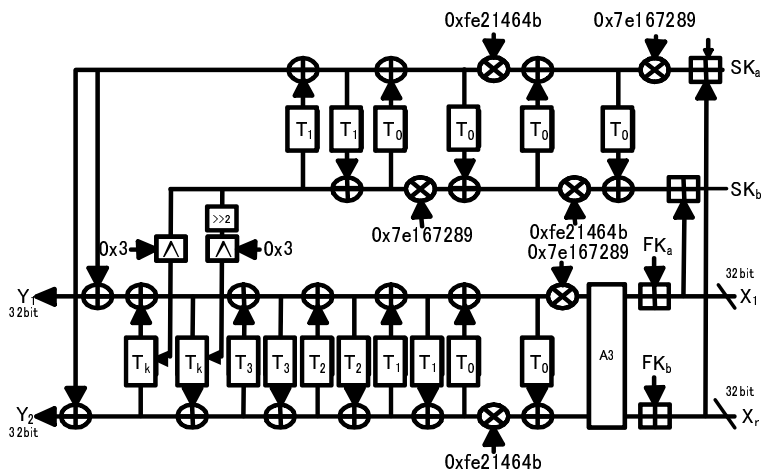 0xfe21464b 0x7e167289
SKa
T1 T1 T0 T0 T0 T0
SKb
>>2
0x7e167289 0xfe21464b
0x3 ∧ ∧ 0x3 0x7e167289 FKa
32bit
Y1 X1
32bit
Tk Tk T3 T3 T2 T2 T1 T1 T0 T0 A3
FKb
32bit
Y2 Xr
32bit
0xfe21464b